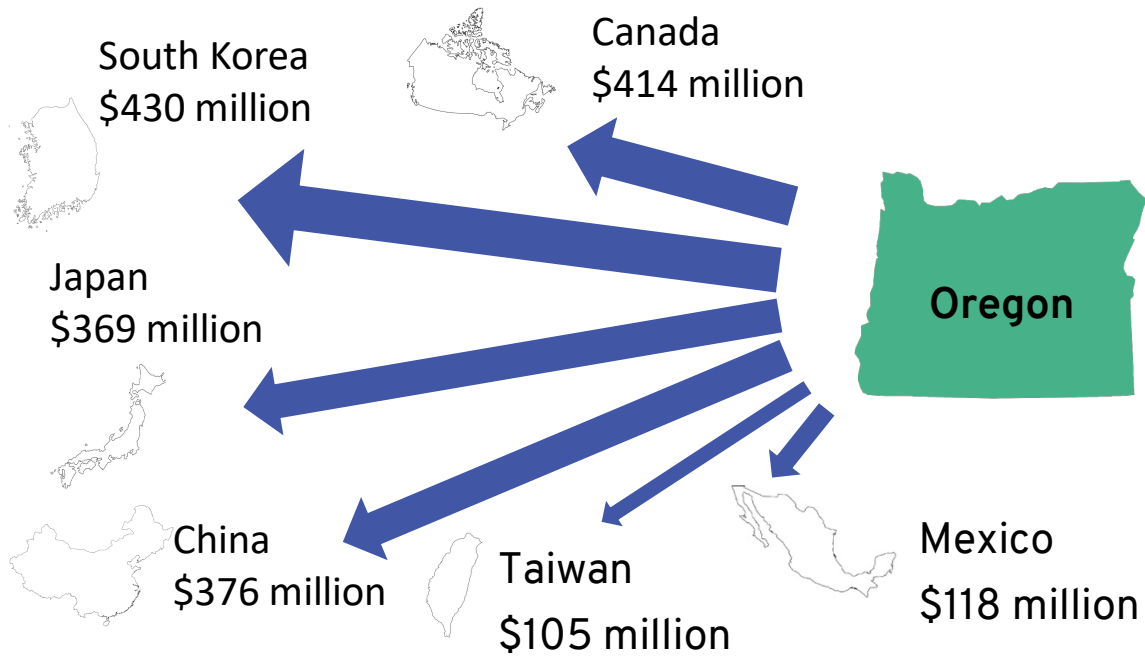 South Korea
$430 million
Canada
$414 million
Japan
$369 million
Oregon
China
$376 million
Taiwan
$105 million
Mexico
$118 million